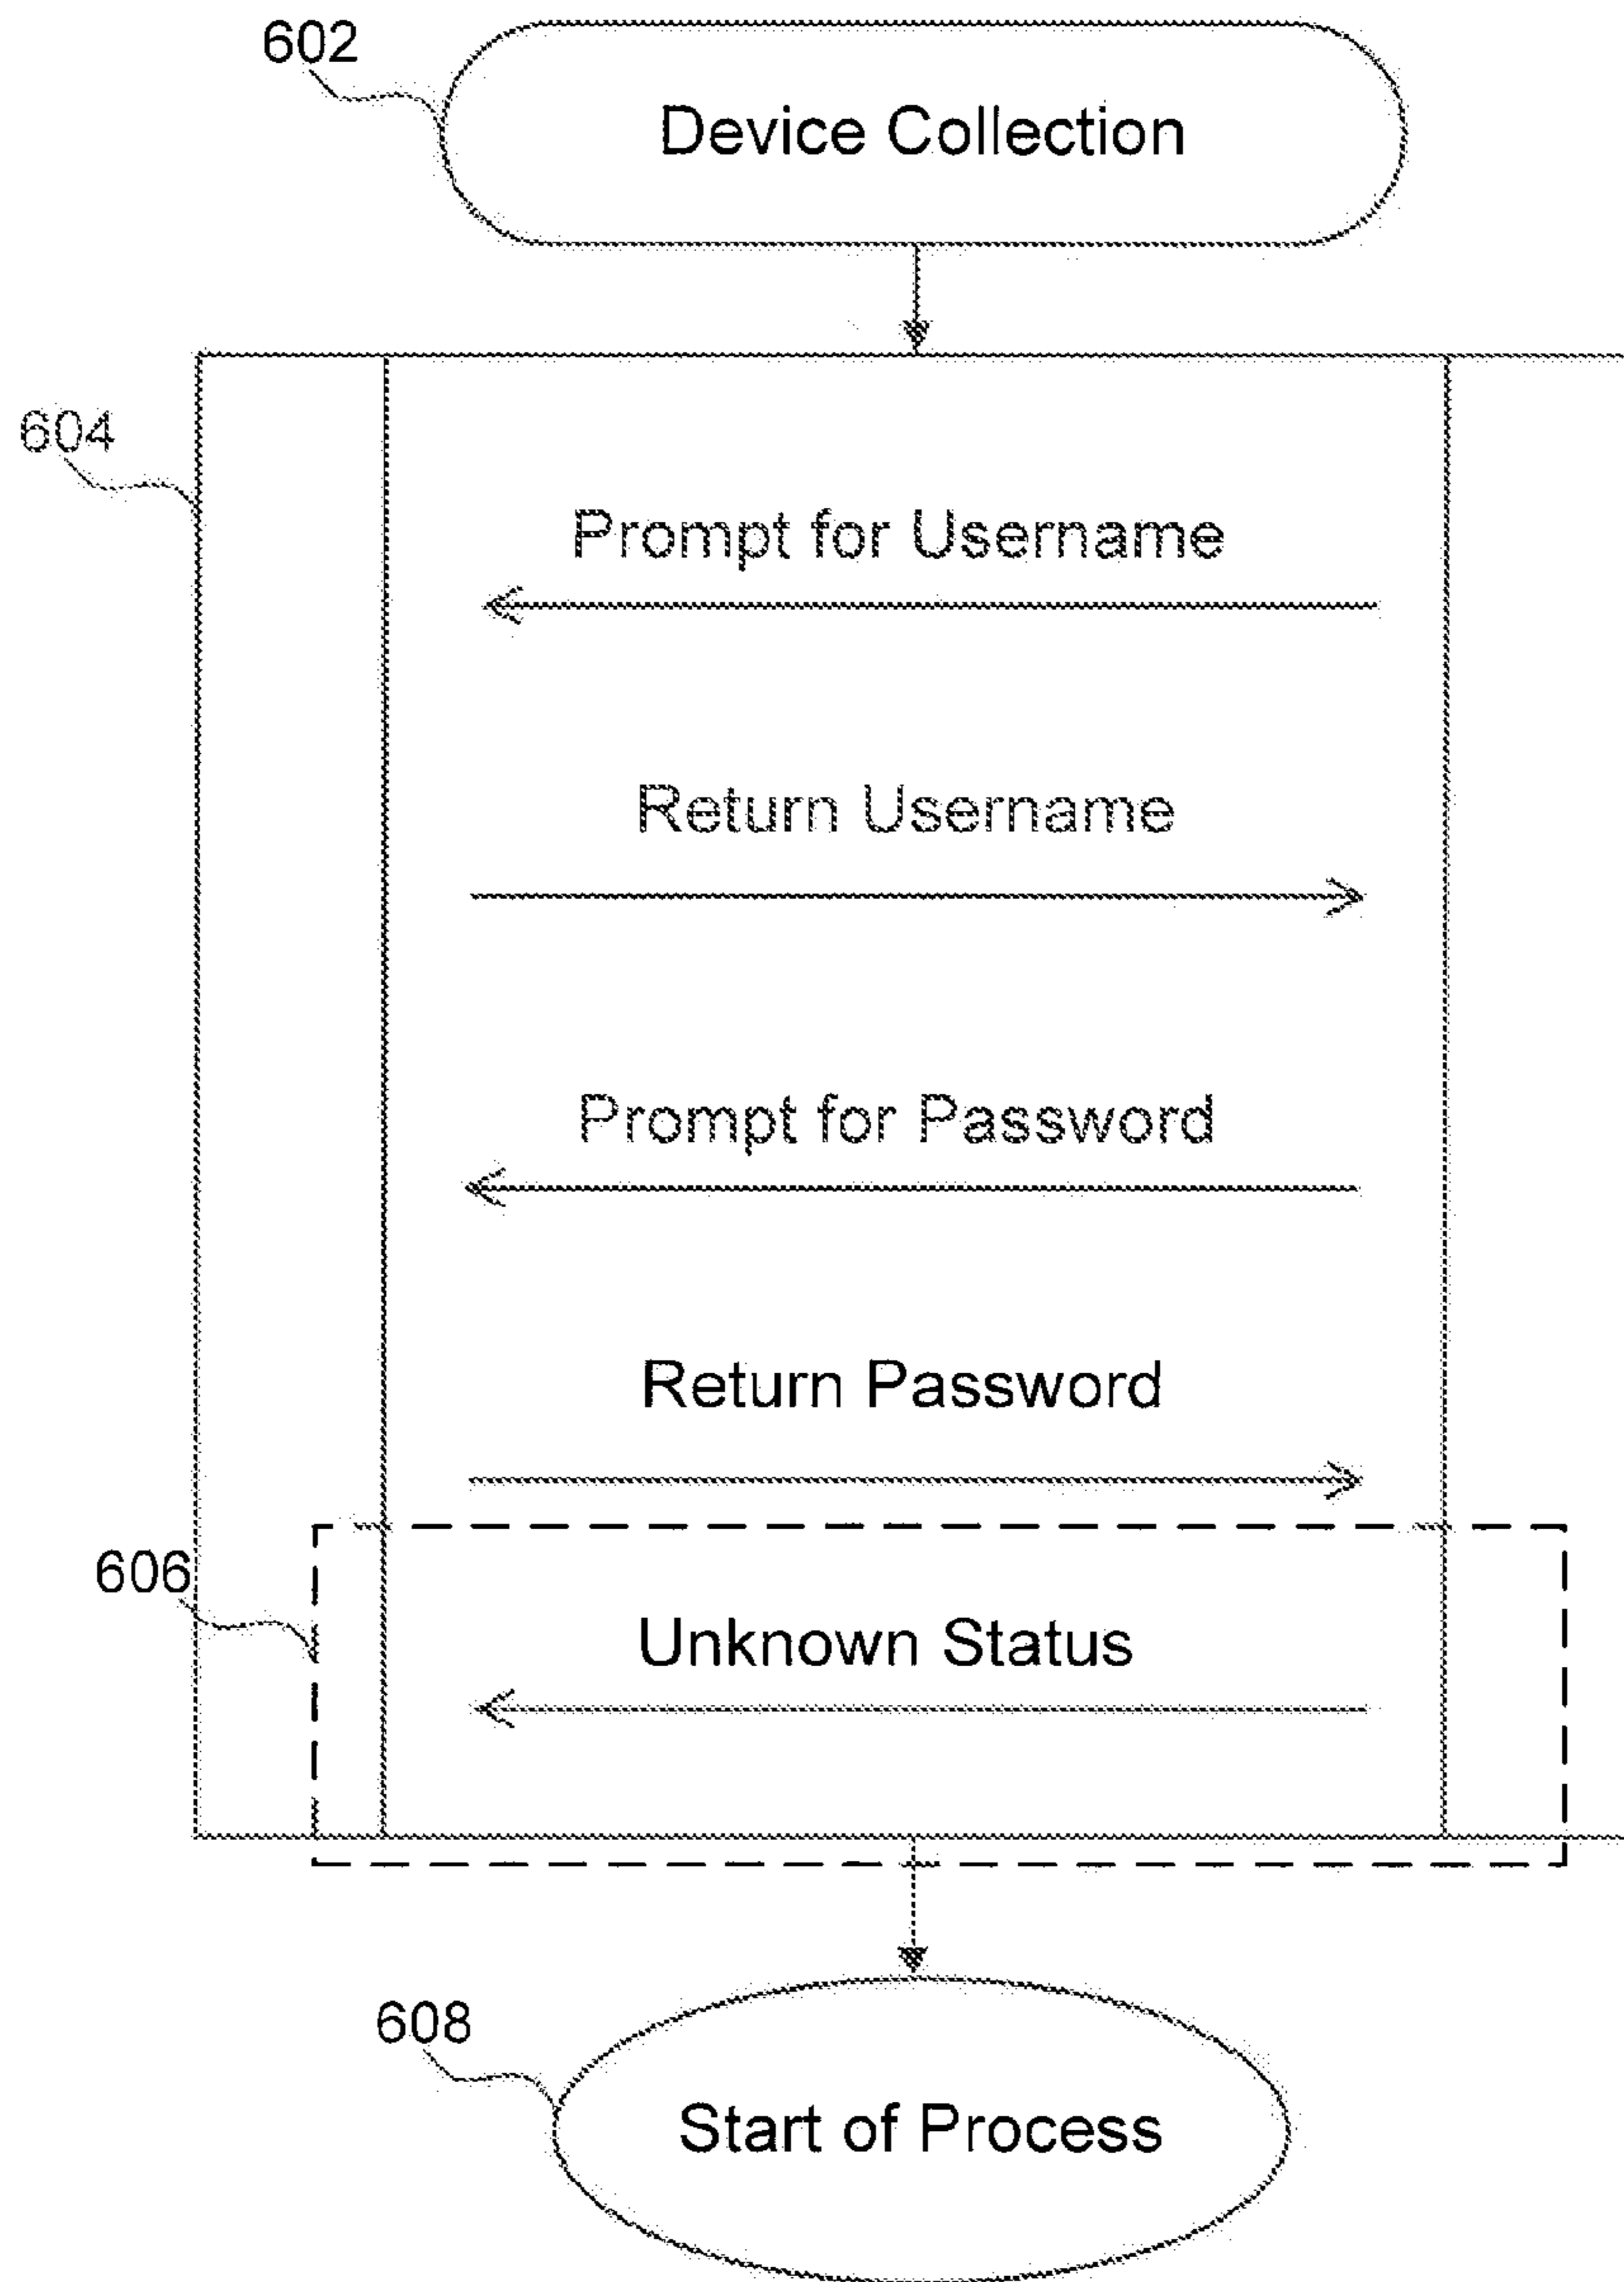 602
Device Collection
604
Prompt for Username
Return Username
Prompt for Password
Return Password
606
Unknown Status
608
Start of Process